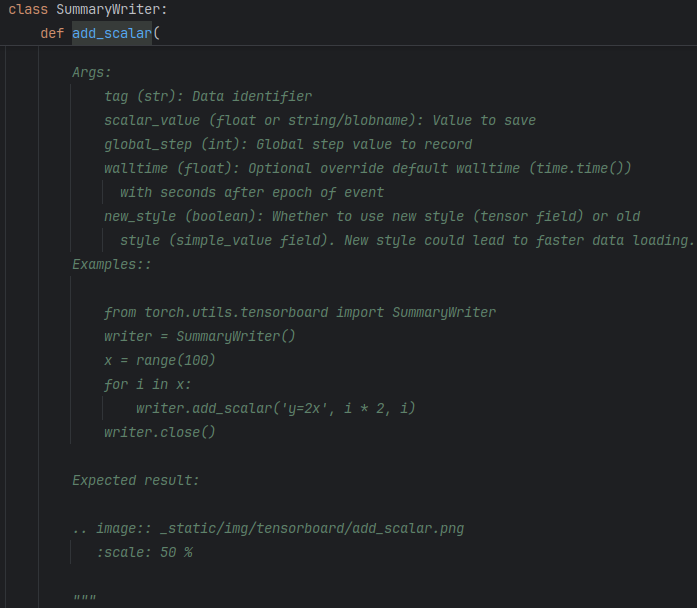 class SummaryWriter:
def add_scalar(
Args:
tag (str): Data identifier
scalar_value (float or string/blobname): Value to save
global_step (int): Global step value to record
walltime (float): Optional override default walltime (time.time())
with seconds after epoch of event
new_style (boolean): Whether to use new style (tensor field) or old
style (simple_value field). New style could lead to faster data loading.
Examples::
from torch.utils.tensorboard import SummaryWriter
writer = SummaryWriter()
x = range(100)
for i in x:
writer.add_scalar('y=2x', i * 2, i)
writer.close()
Expected result:
.. image:: _static/img/tensorboard/add_scalar.png
:scale: 50 %
"""